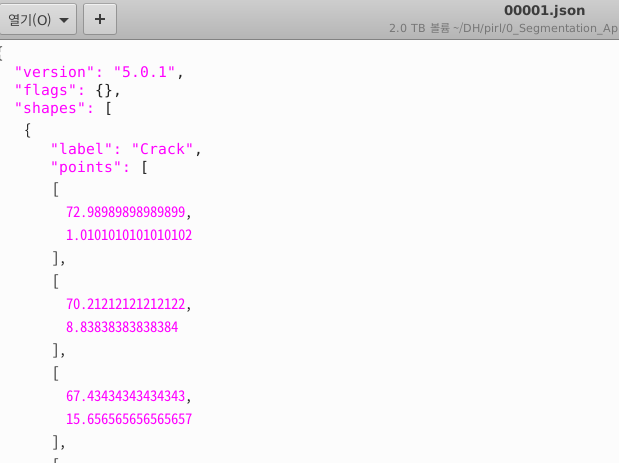 열기(O)
+
00001.json
2.0 TB 볼륨 ~/DH/pirl/0_Segmentation_Ap
{
"version": "5.0.1",
"flags": {},
"shapes": [
{
"label": "Crack",
"points": [
[
72.98989898989899,
1.0101010101010102
],
[
70.21212121212122,
8.83838383838384
],
[
67.43434343434343,
15.656565656565657
],
[